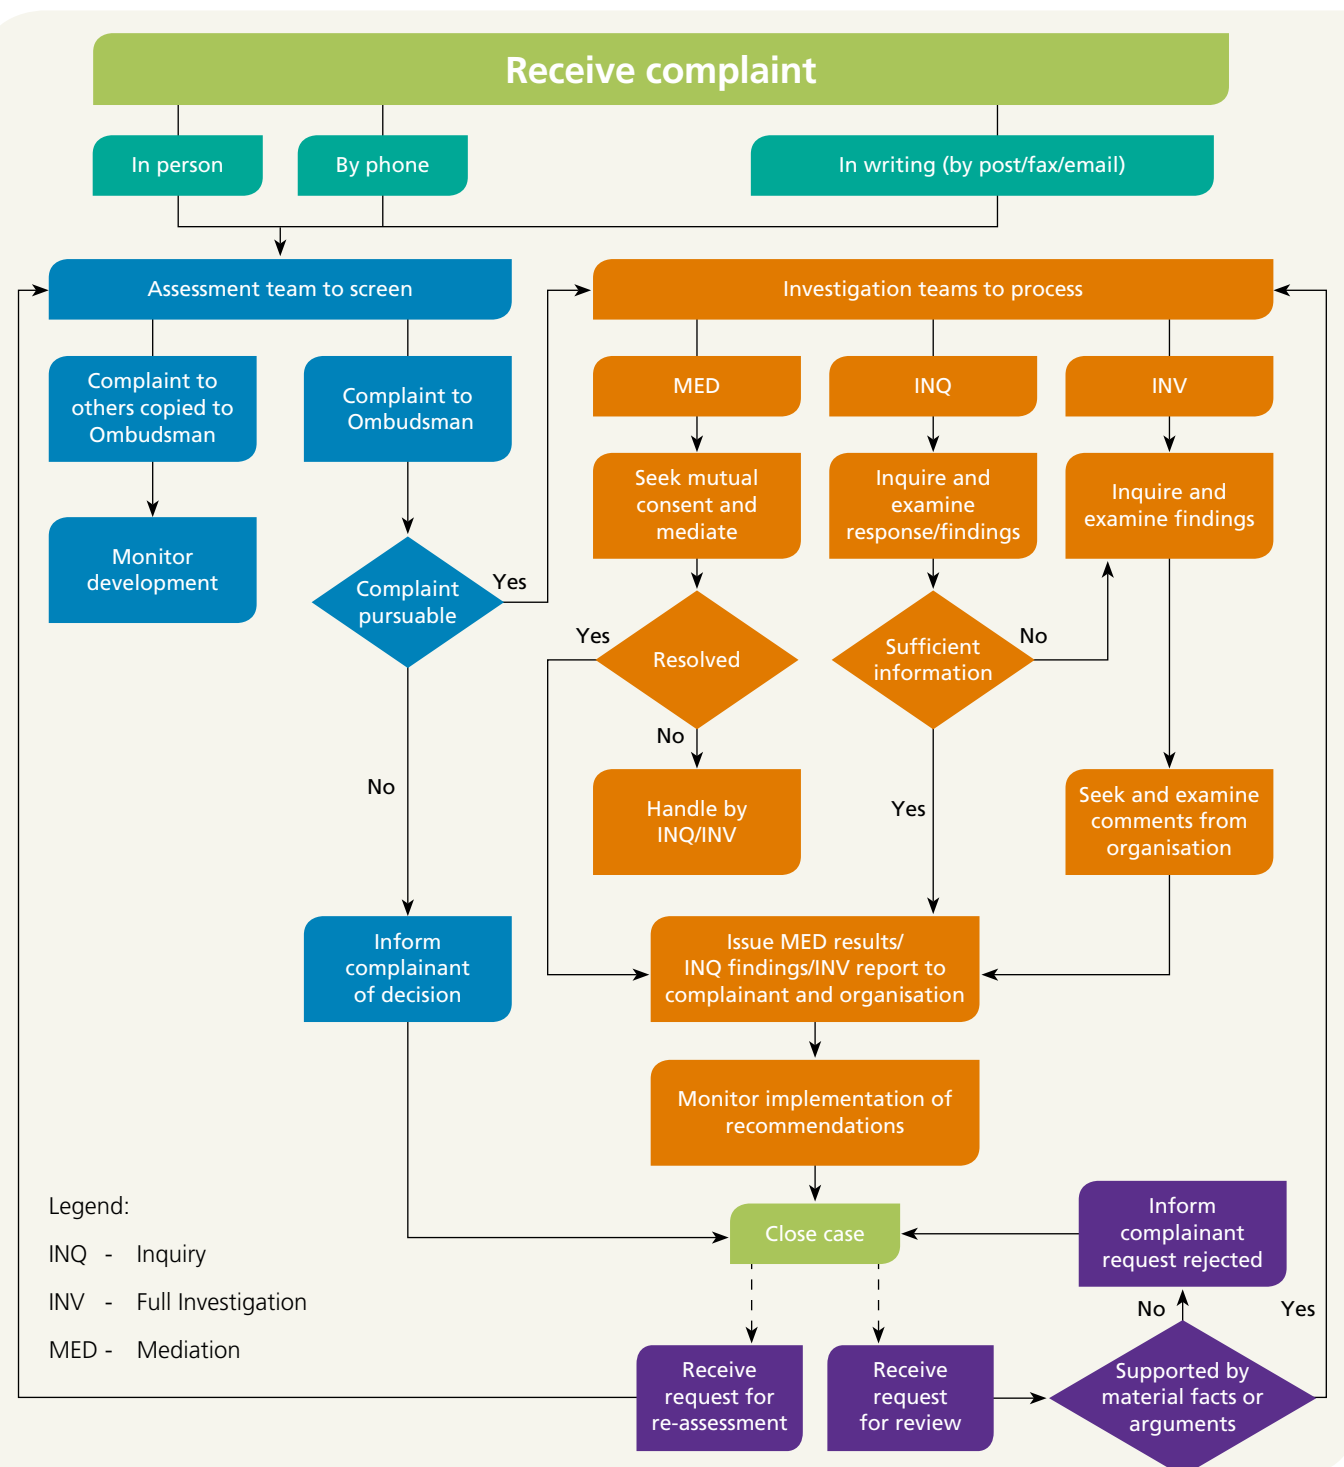 Receive complaint
In person
By phone
In writing (by post/fax/email)
Assessment team to screen
Investigation teams to process
Complaint to
others copied to
Ombudsman
Complaint to
Ombudsman
MED
INQ
INV
Seek mutual
consent and
mediate
Inquire and
examine
response/findings
Inquire and
examine findings
Monitor
development
Complaint
pursuable
Yes
Yes
Resolved
Sufficient
information
No
No
No
Handle by
INQ/INV
Yes
Seek and examine
comments from
organisation
Inform
complainant
of decision
Issue MED results/
INQ findings/INV report to
complainant and organisation
Monitor implementation of
recommendations
Close case
Inform
complainant
request rejected
No
Yes
Receive
request for
re-assessment
Receive
request
for review
Supported by
material facts or
arguments
Legend:
INQ - Inquiry
INV - Full Investigation
MED - Mediation